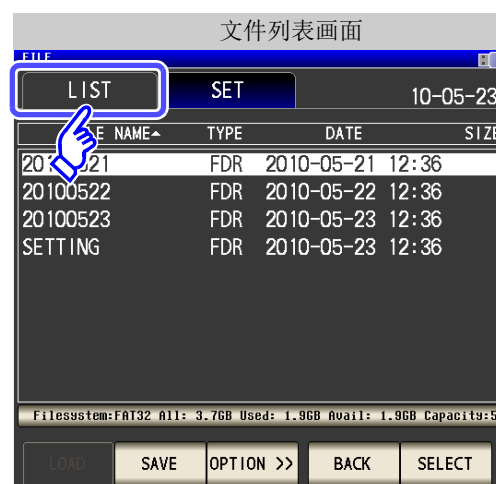 文件列表画面
FILE
LIST SET 10-05-23
NAME TYPE DATE SIZE
FDR 2010-05-21 12:36
20100522 FDR 2010-05-22 12:36
20100523 FDR 2010-05-23 12:36
SETTING FDR 2010-05-23 12:36
Filesystem:FAT32 All: 3.7GB Used: 1.9GB Avail: 1.9GB Capacity:5
LOAD SAVE OPTION >> BACK SELECT